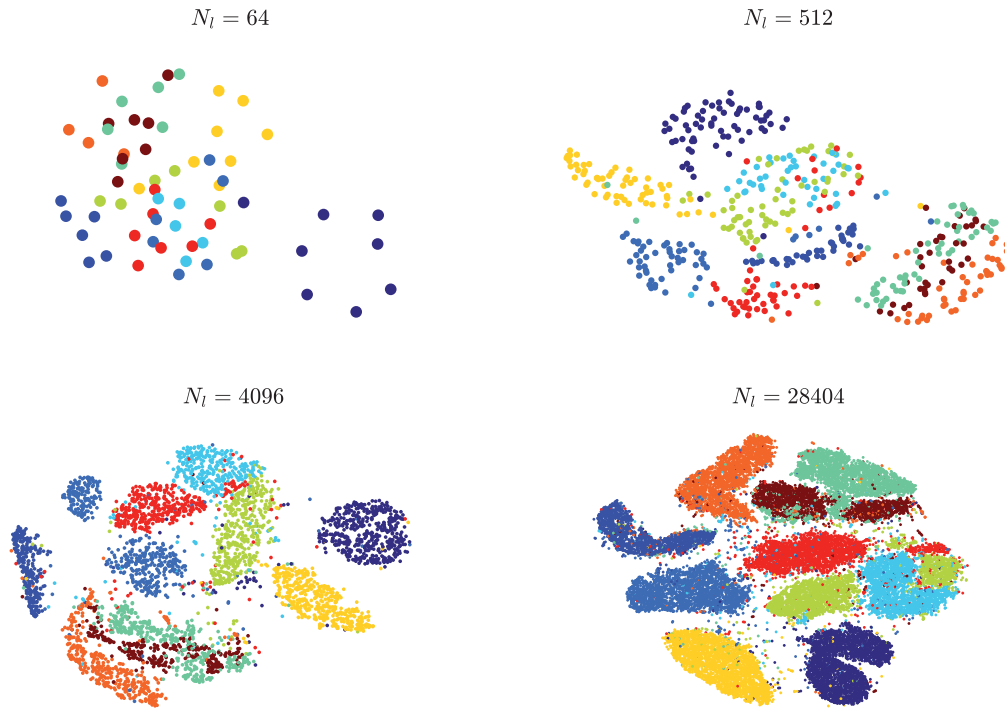 N_l = 64
N_l = 512
N_l = 4096
N_l = 28404